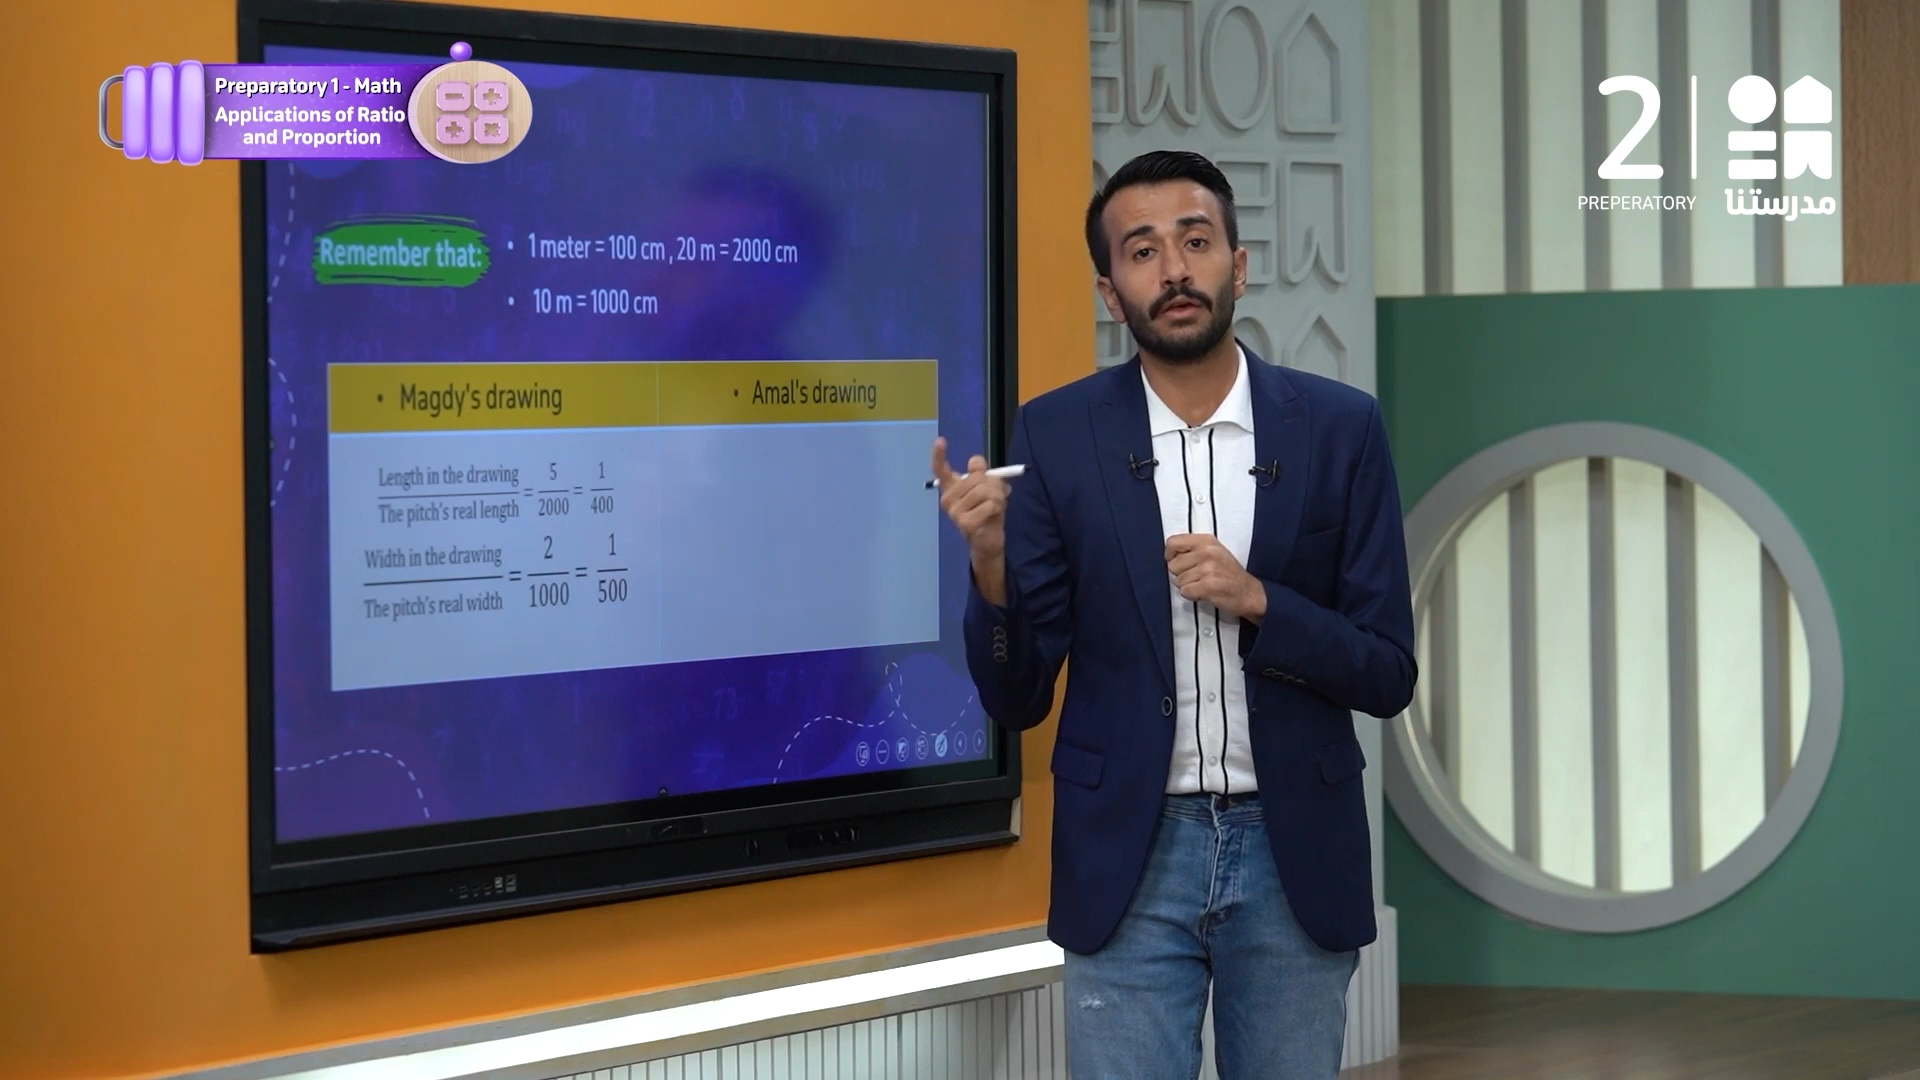 Preparatory 1 - Math
Applications of Ratio
and Proportion
2
PREPERATORY
مدرستنا
Remember that:
• 1 meter = 100 cm , 20 m = 2000 cm
• 10 m = 1000 cm
• Magdy's drawing
• Amal's drawing
Length in the drawing / The pitch's real length = 5/2000 = 1/400
Width in the drawing / The pitch's real width = 2/1000 = 1/500